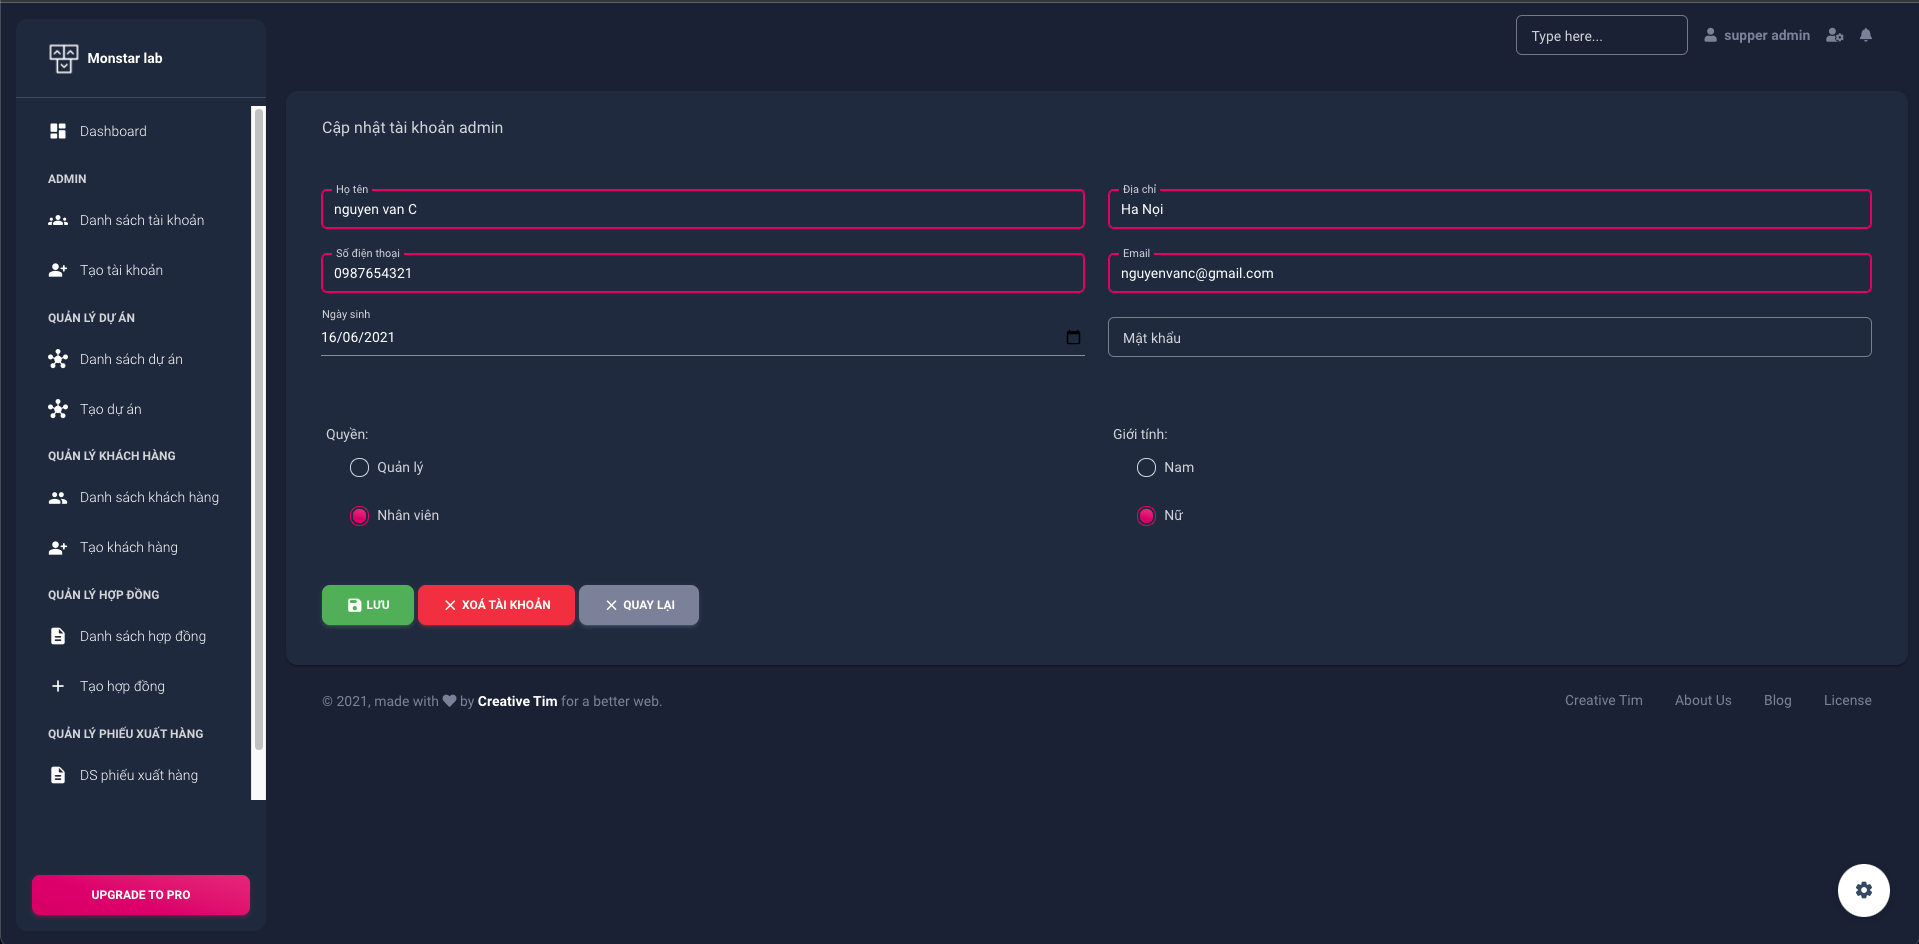 Monstar lab
Dashboard
ADMIN
Danh sách tài khoản
Tạo tài khoản
QUẢN LÝ DỰ ÁN
Danh sách dự án
Tạo dự án
QUẢN LÝ KHÁCH HÀNG
Danh sách khách hàng
Tạo khách hàng
QUẢN LÝ HỢP ĐỒNG
Danh sách hợp đồng
Tạo hợp đồng
QUẢN LÝ PHIẾU XUẤT HÀNG
DS phiếu xuất hàng
UPGRADE TO PRO
Type here...
supper admin
Cập nhật tài khoản admin
Họ tên
nguyen van C
Địa chỉ
Ha Nọi
Số điện thoại
0987654321
Email
nguyenvanc@gmail.com
Ngày sinh
16/06/2021
Mật khẩu
Quyền:
Quản lý
Nhân viên
Giới tính:
Nam
Nữ
LƯU
XOÁ TÀI KHOẢN
QUAY LẠI
© 2021, made with by Creative Tim for a better web.
Creative Tim
About Us
Blog
License